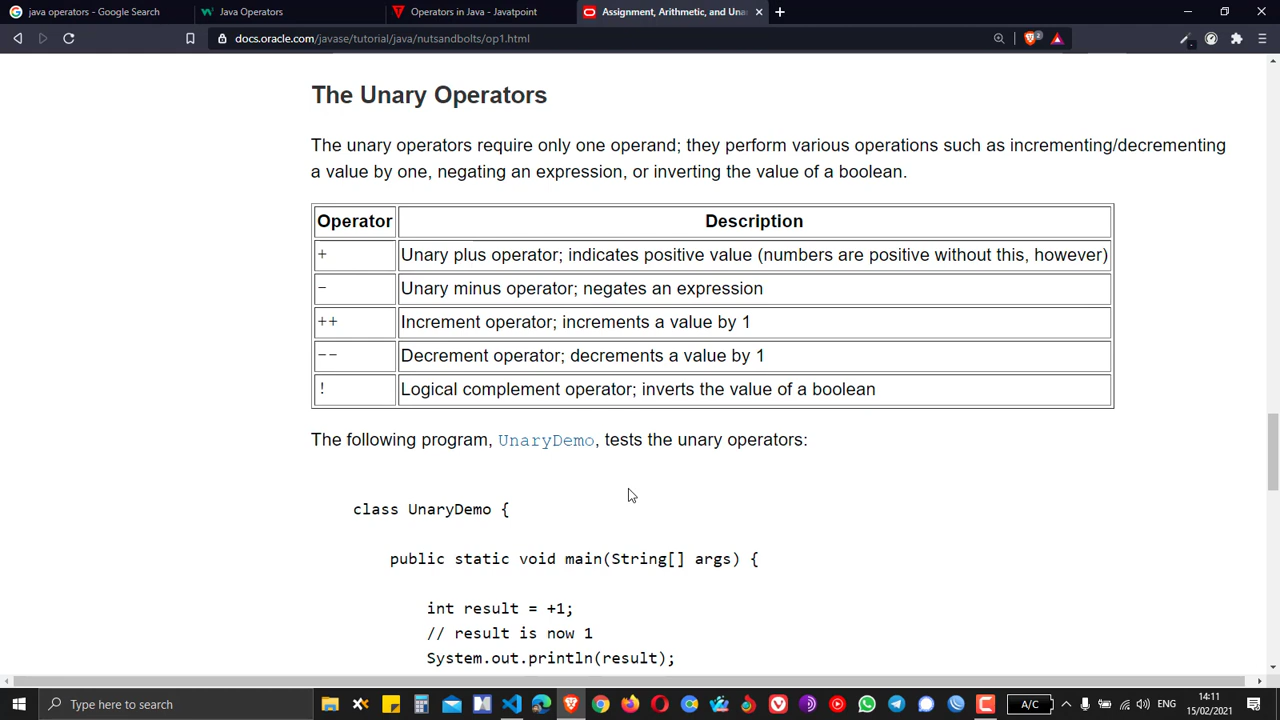 java operators - Google Search
Java Operators
Operators in Java - Javatpoint
Assignment, Arithmetic, and Una
docs.oracle.com/javase/tutorial/java/nutsandbolts/op1.html
2
The Unary Operators
The unary operators require only one operand; they perform various operations such as incrementing/decrementing
a value by one, negating an expression, or inverting the value of a boolean.
Operator Description
+ Unary plus operator; indicates positive value (numbers are positive without this, however)
- Unary minus operator; negates an expression
++ Increment operator; increments a value by 1
-- Decrement operator; decrements a value by 1
! Logical complement operator; inverts the value of a boolean
The following program, UnaryDemo, tests the unary operators:
class UnaryDemo {
public static void main(String[] args) {
int result = +1;
// result is now 1
System.out.println(result);
Type here to search
A/C
ENG
14:11
15/02/2021